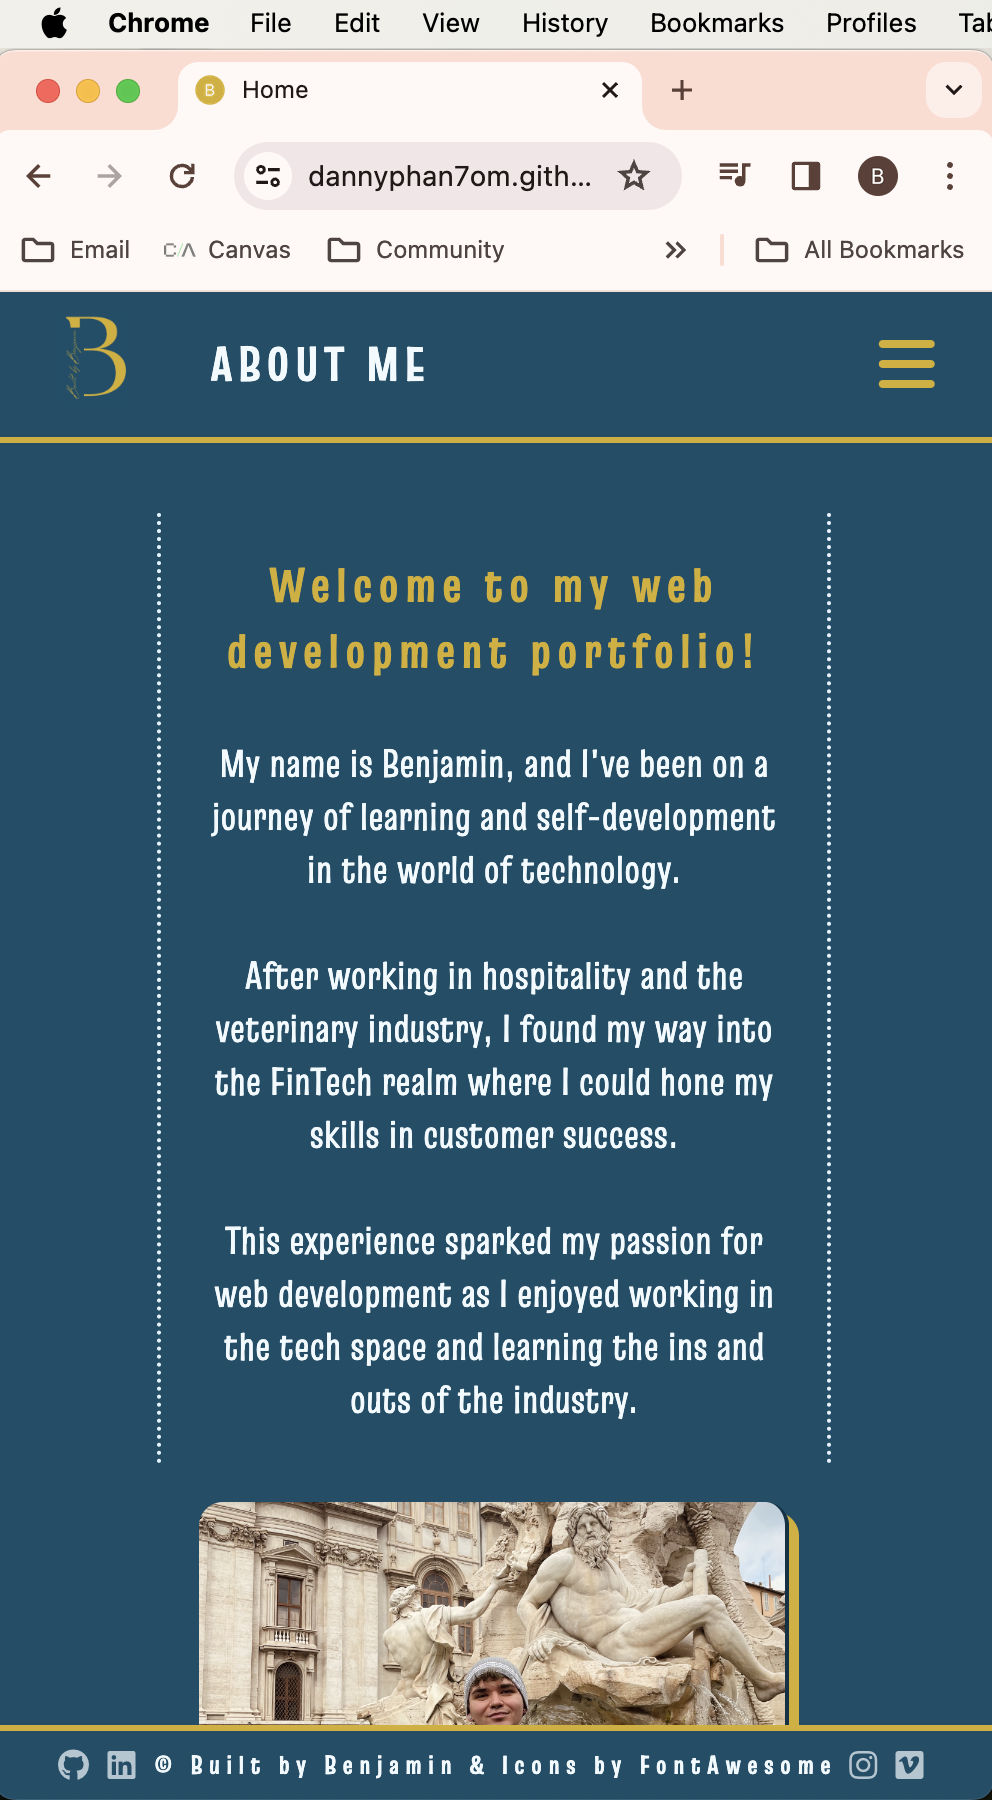 Chrome File Edit View History Bookmarks Profiles Tab
B Home
dannyphan7om.gith... B
Email C/Λ Canvas Community All Bookmarks
B ABOUT ME
Welcome to my web
development portfolio!
My name is Benjamin, and I've been on a
journey of learning and self-development
in the world of technology.
After working in hospitality and the
veterinary industry, I found my way into
the FinTech realm where I could hone my
skills in customer success.
This experience sparked my passion for
web development as I enjoyed working in
the tech space and learning the ins and
outs of the industry.
in © Built by Benjamin & Icons by FontAwesome